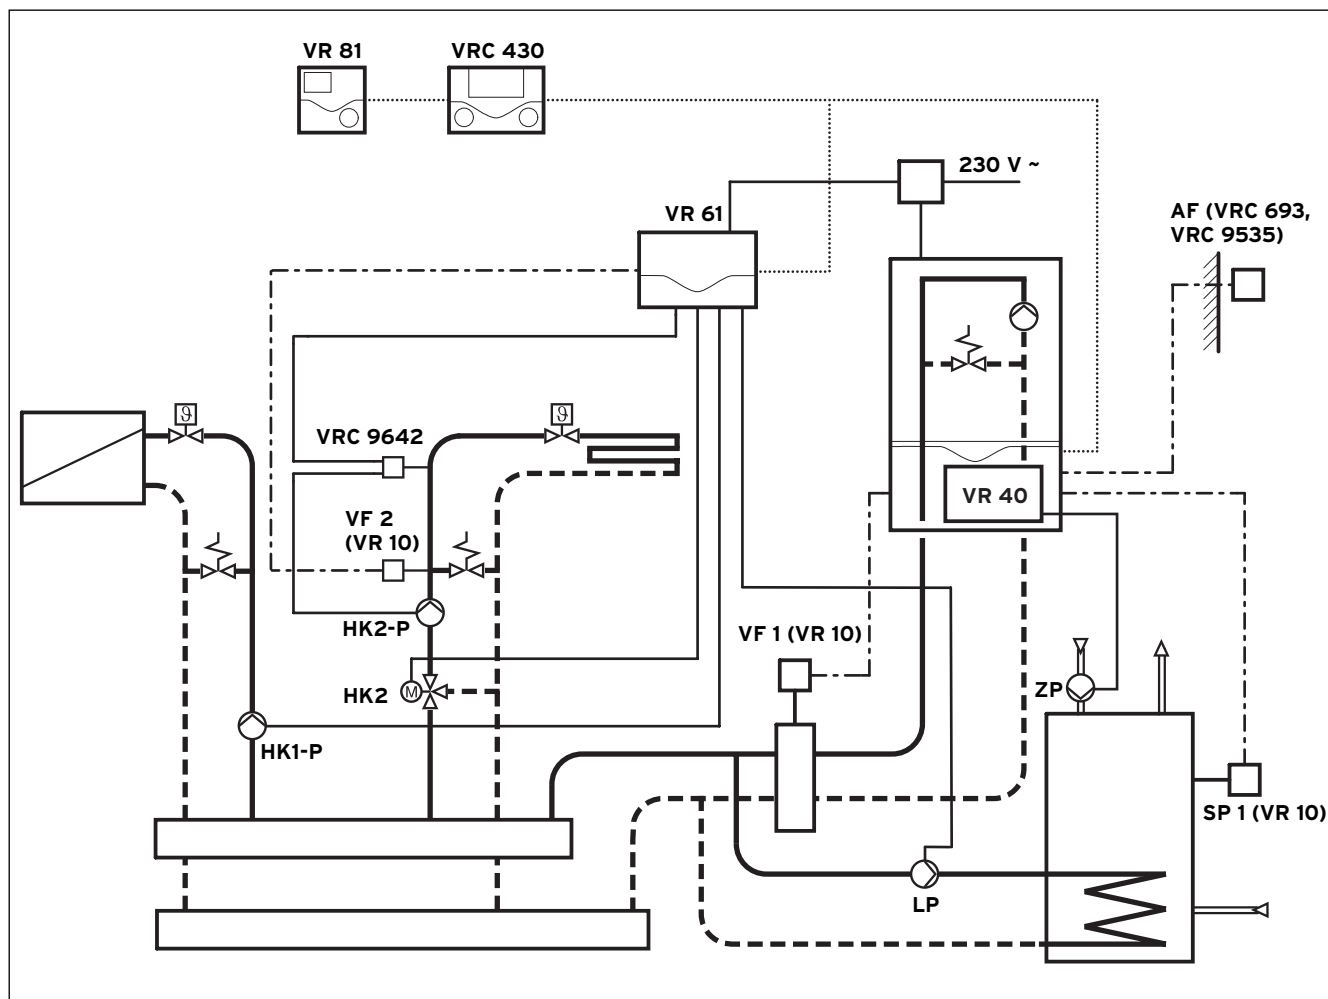 VR 81
VRC 430
230 V ~
VR 61
AF (VRC 693,
VRC 9535)
ϑ
ϑ
VRC 9642
VR 40
VF 2
(VR 10)
HK2-P
VF 1 (VR 10)
HK2
M
ZP
HK1-P
SP 1 (VR 10)
LP